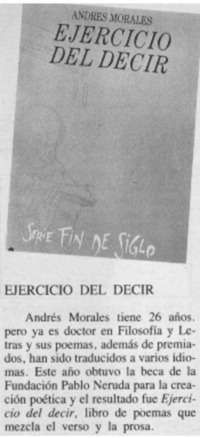 ANDRES MORALES
EJERCICIO
DEL DECIR
SERIE FIN DE SIGLO
EJERCICIO DEL DECIR
Andrés Morales tiene 26 años.
pero ya es doctor en Filosofía y Le-
tras y sus poemas, además de premia-
dos, han sido traducidos a varios idio-
mas. Este año obtuvo la beca de la
Fundación Pablo Neruda para la crea-
ción poética y el resultado fue Ejerci-
cio del decir, libro de poemas que
mezcla el verso y la prosa.